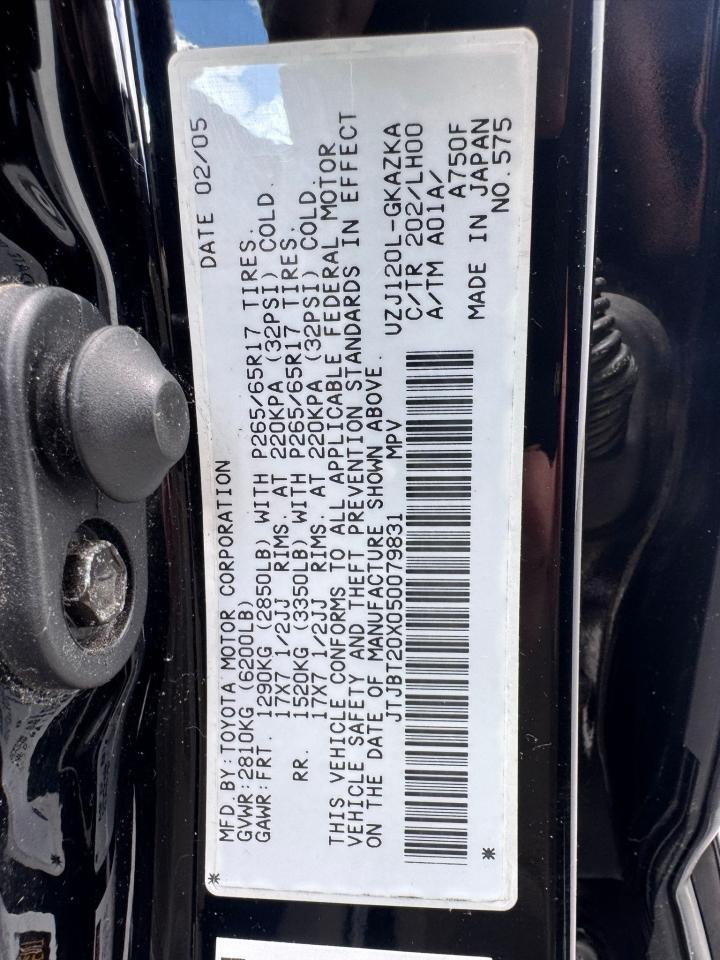 MFD. BY: TOYOTA MOTOR CORPORATION DATE 02/05
GVWR: 2810KG (6200LB)
GAWR: FRT. 1290KG (2850LB) WITH P265/65R17 TIRES.
17X7 1/2JJ RIMS. AT 220KPA (32PSI) COLD.
RR. 1520KG (3350LB) WITH P265/65R17 TIRES.
17X7 1/2JJ RIMS. AT 220KPA (32PSI) COLD.
THIS VEHICLE CONFORMS TO ALL APPLICABLE FEDERAL MOTOR
VEHICLE SAFETY AND THEFT PREVENTION STANDARDS IN EFFECT
ON THE DATE OF MANUFACTURE SHOWN ABOVE.
JTJBT20X050079831 MPV
UZJ120L-GKAZKA
C/TR 202/LH00
A/TM A01A/
A750F
MADE IN JAPAN
NO. 575